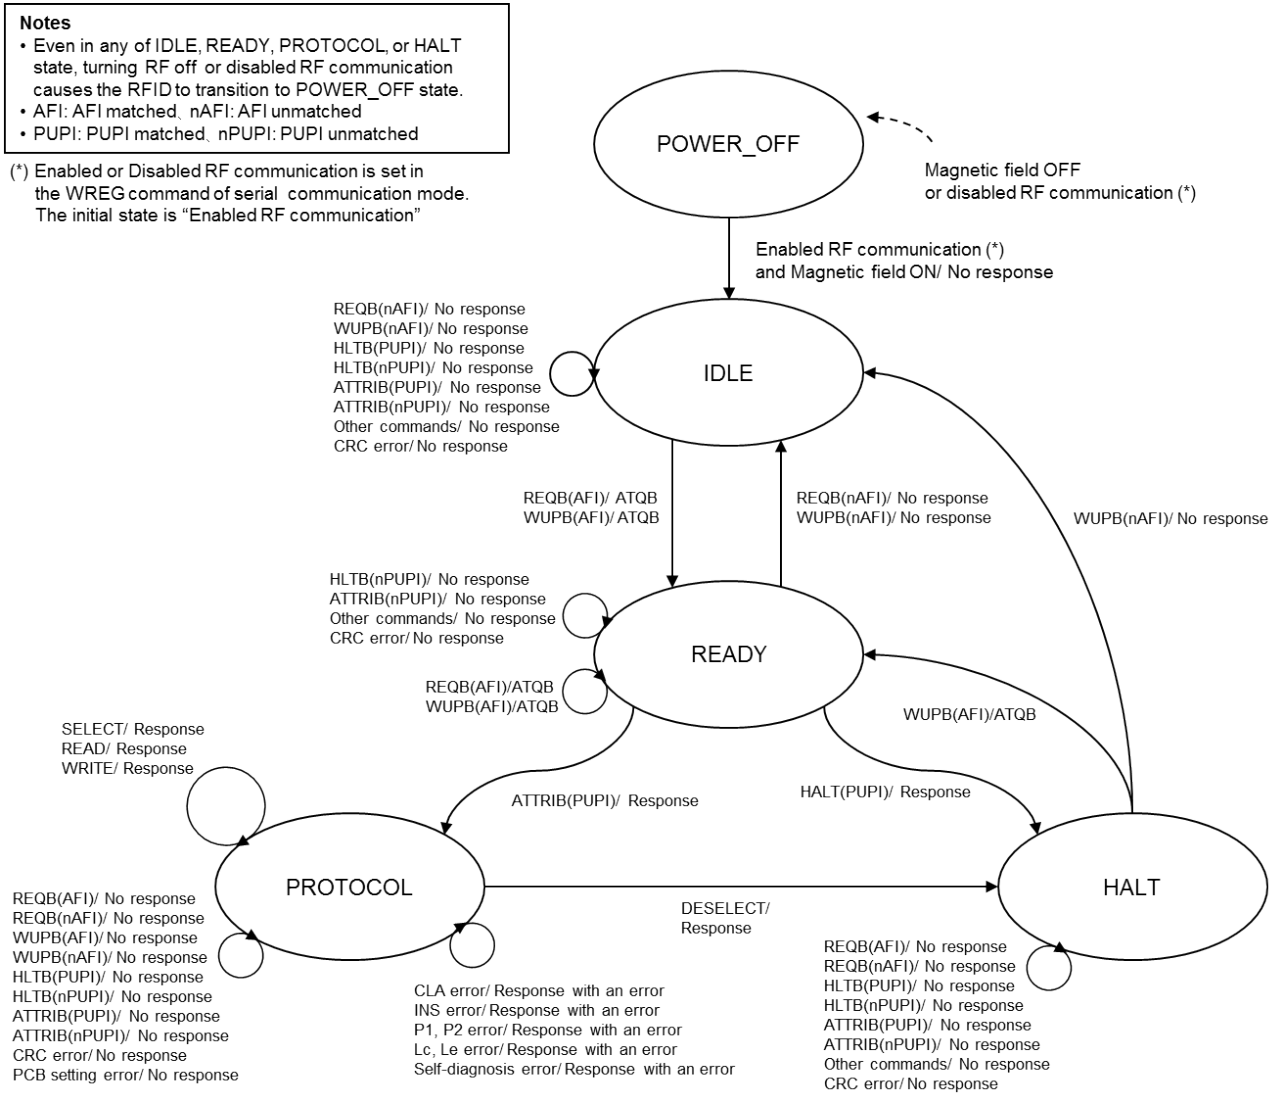 Notes
• Even in any of IDLE, READY, PROTOCOL, or HALT
state, turning RF off or disabled RF communication
causes the RFID to transition to POWER_OFF state.
• AFI: AFI matched、nAFI: AFI unmatched
• PUPI: PUPI matched、nPUPI: PUPI unmatched
(*) Enabled or Disabled RF communication is set in
the WREG command of serial communication mode.
The initial state is “Enabled RF communication”
POWER_OFF
Magnetic field OFF
or disabled RF communication (*)
Enabled RF communication (*)
and Magnetic field ON/ No response
REQB(nAFI)/ No response
WUPB(nAFI)/ No response
HLTB(PUPI)/ No response
HLTB(nPUPI)/ No response
ATTRIB(PUPI)/ No response
ATTRIB(nPUPI)/ No response
Other commands/ No response
CRC error/ No response
IDLE
REQB(AFI)/ ATQB
WUPB(AFI)/ ATQB
REQB(nAFI)/ No response
WUPB(nAFI)/ No response
WUPB(nAFI)/ No response
HLTB(nPUPI)/ No response
ATTRIB(nPUPI)/ No response
Other commands/ No response
CRC error/ No response
READY
REQB(AFI)/ATQB
WUPB(AFI)/ATQB
WUPB(AFI)/ATQB
SELECT/ Response
READ/ Response
WRITE/ Response
ATTRIB(PUPI)/ Response
HALT(PUPI)/ Response
PROTOCOL
HALT
DESELECT/
Response
REQB(AFI)/ No response
REQB(nAFI)/ No response
WUPB(AFI)/ No response
WUPB(nAFI)/ No response
HLTB(PUPI)/ No response
HLTB(nPUPI)/ No response
ATTRIB(PUPI)/ No response
ATTRIB(nPUPI)/ No response
CRC error/ No response
PCB setting error/ No response
CLA error/ Response with an error
INS error/ Response with an error
P1, P2 error/ Response with an error
Lc, Le error/ Response with an error
Self-diagnosis error/ Response with an error
REQB(AFI)/ No response
REQB(nAFI)/ No response
HLTB(PUPI)/ No response
HLTB(nPUPI)/ No response
ATTRIB(PUPI)/ No response
ATTRIB(nPUPI)/ No response
Other commands/ No response
CRC error/ No response